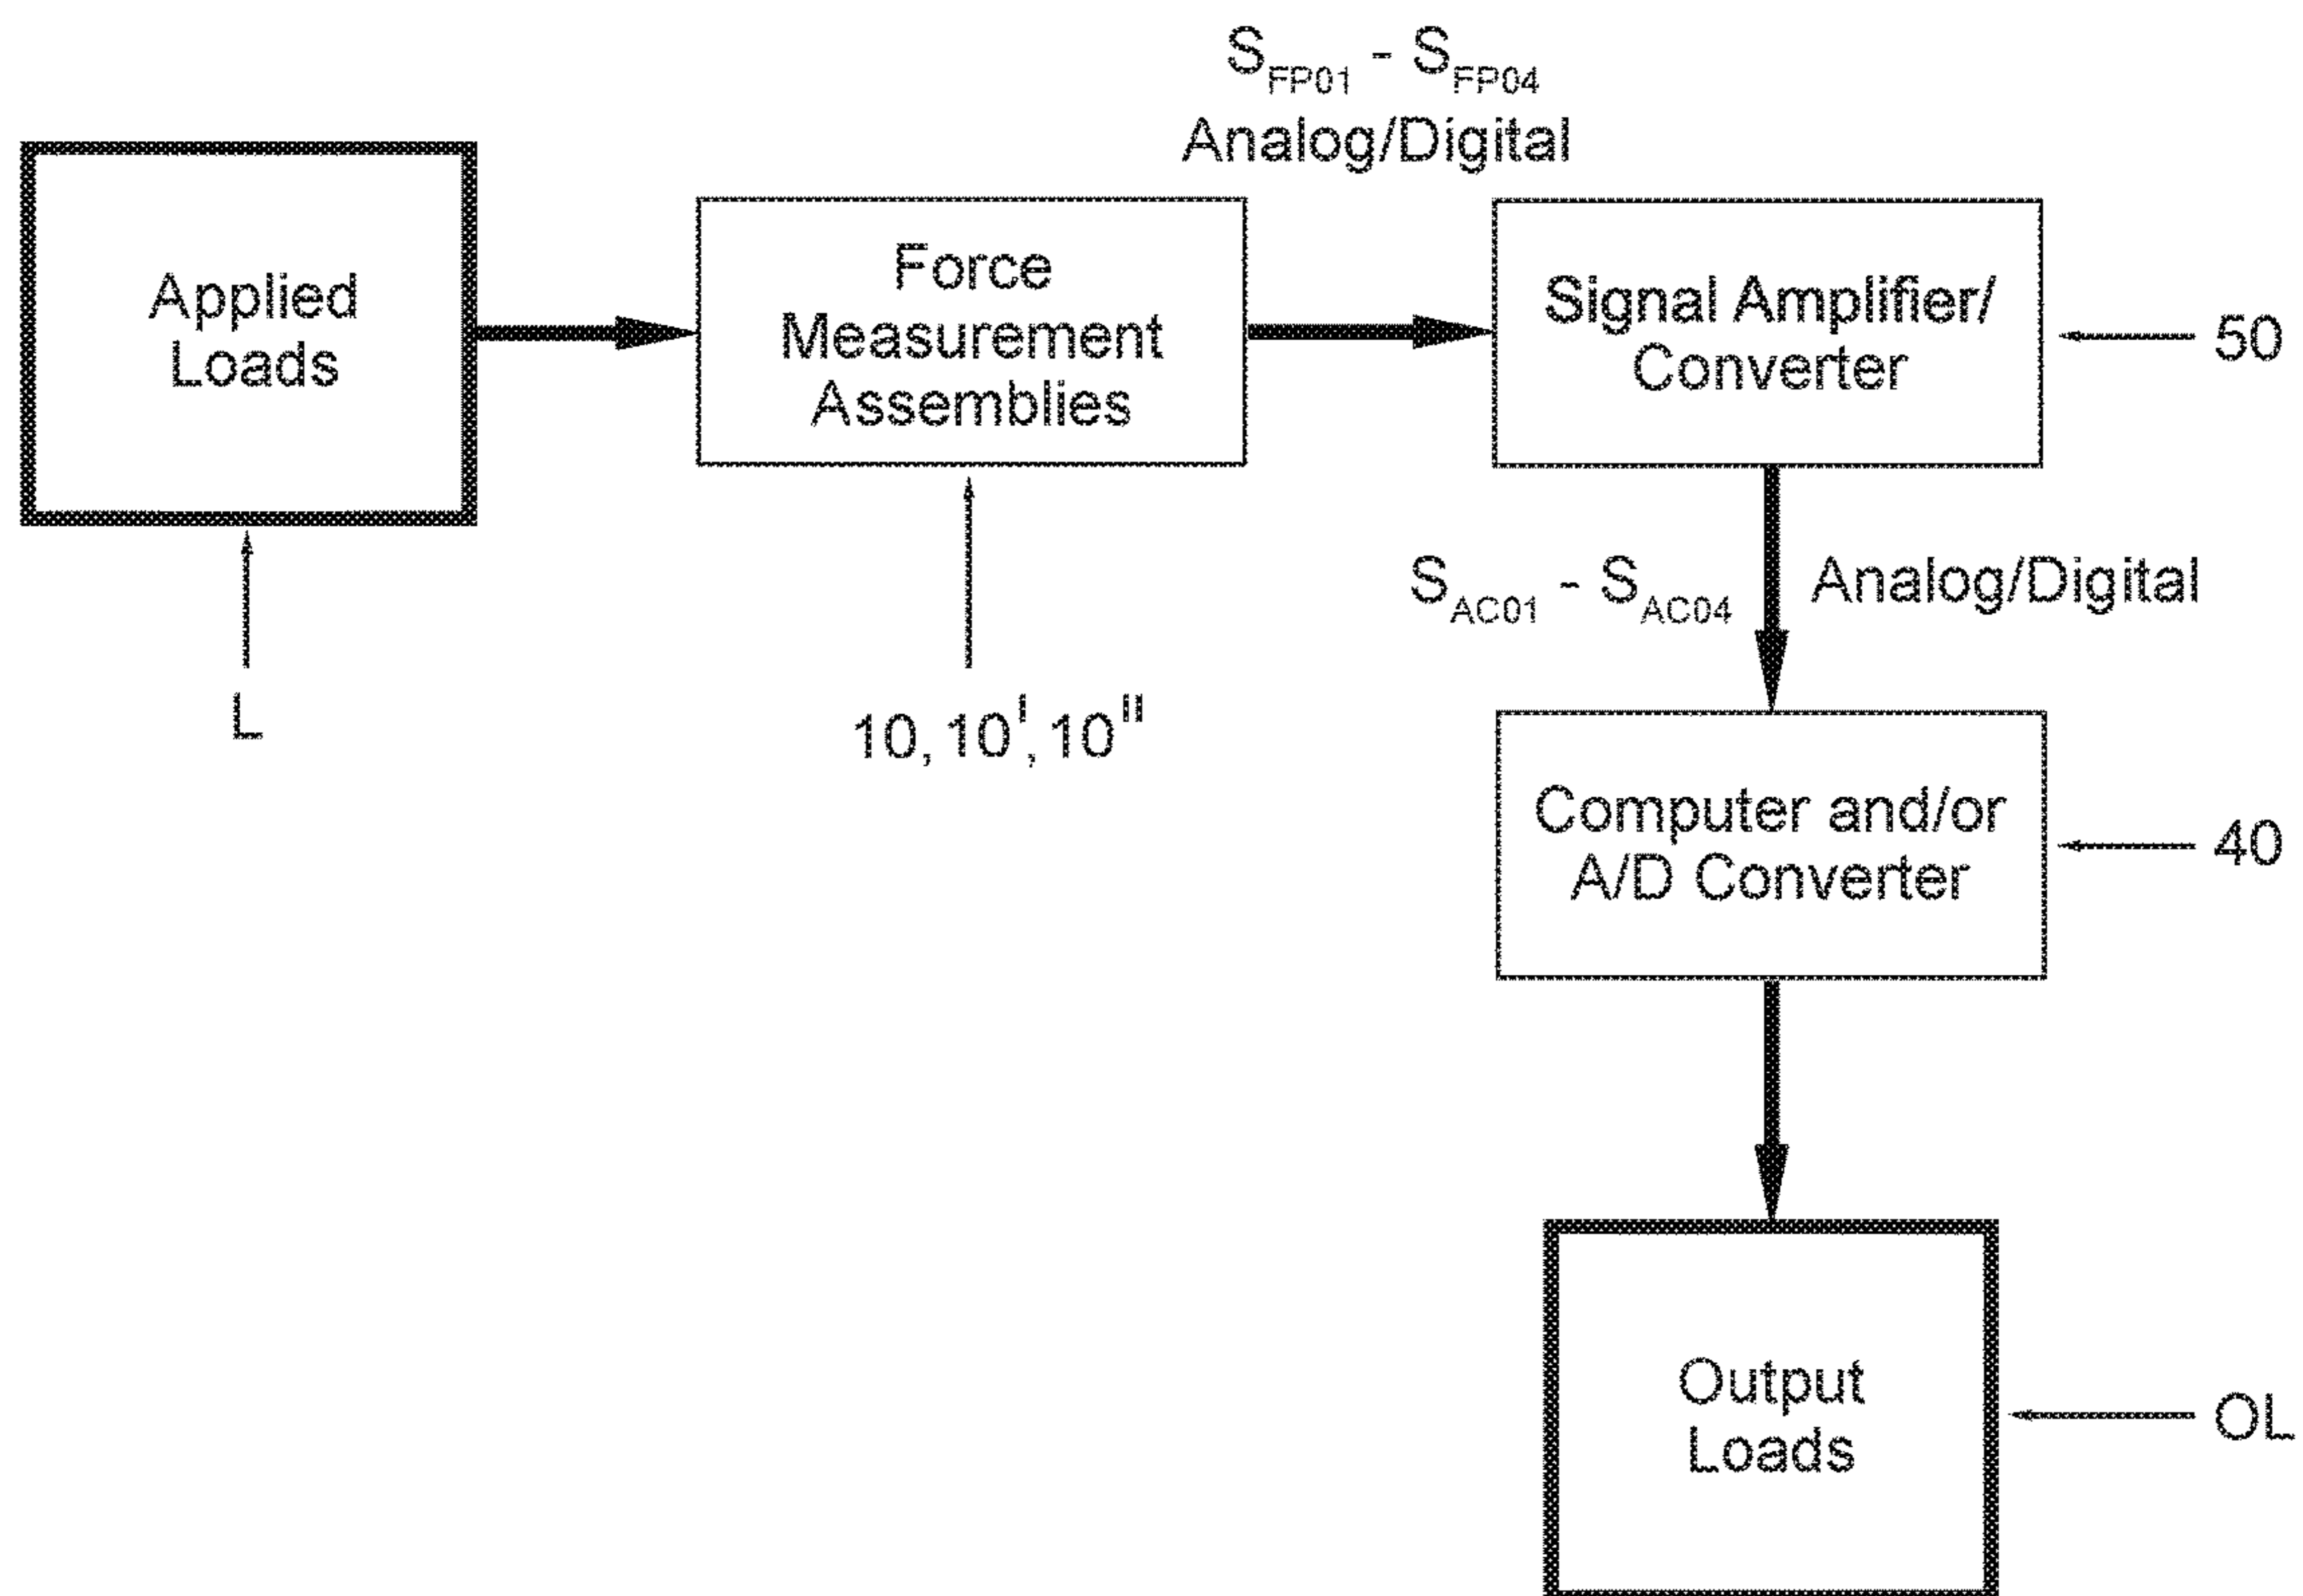 S_FP01 - S_FP04
Analog/Digital
Applied
Loads
Force
Measurement
Assemblies
Signal Amplifier/
Converter
50
S_AC01 - S_AC04
Analog/Digital
L
10, 10', 10"
Computer and/or
A/D Converter
40
Output
Loads
OL